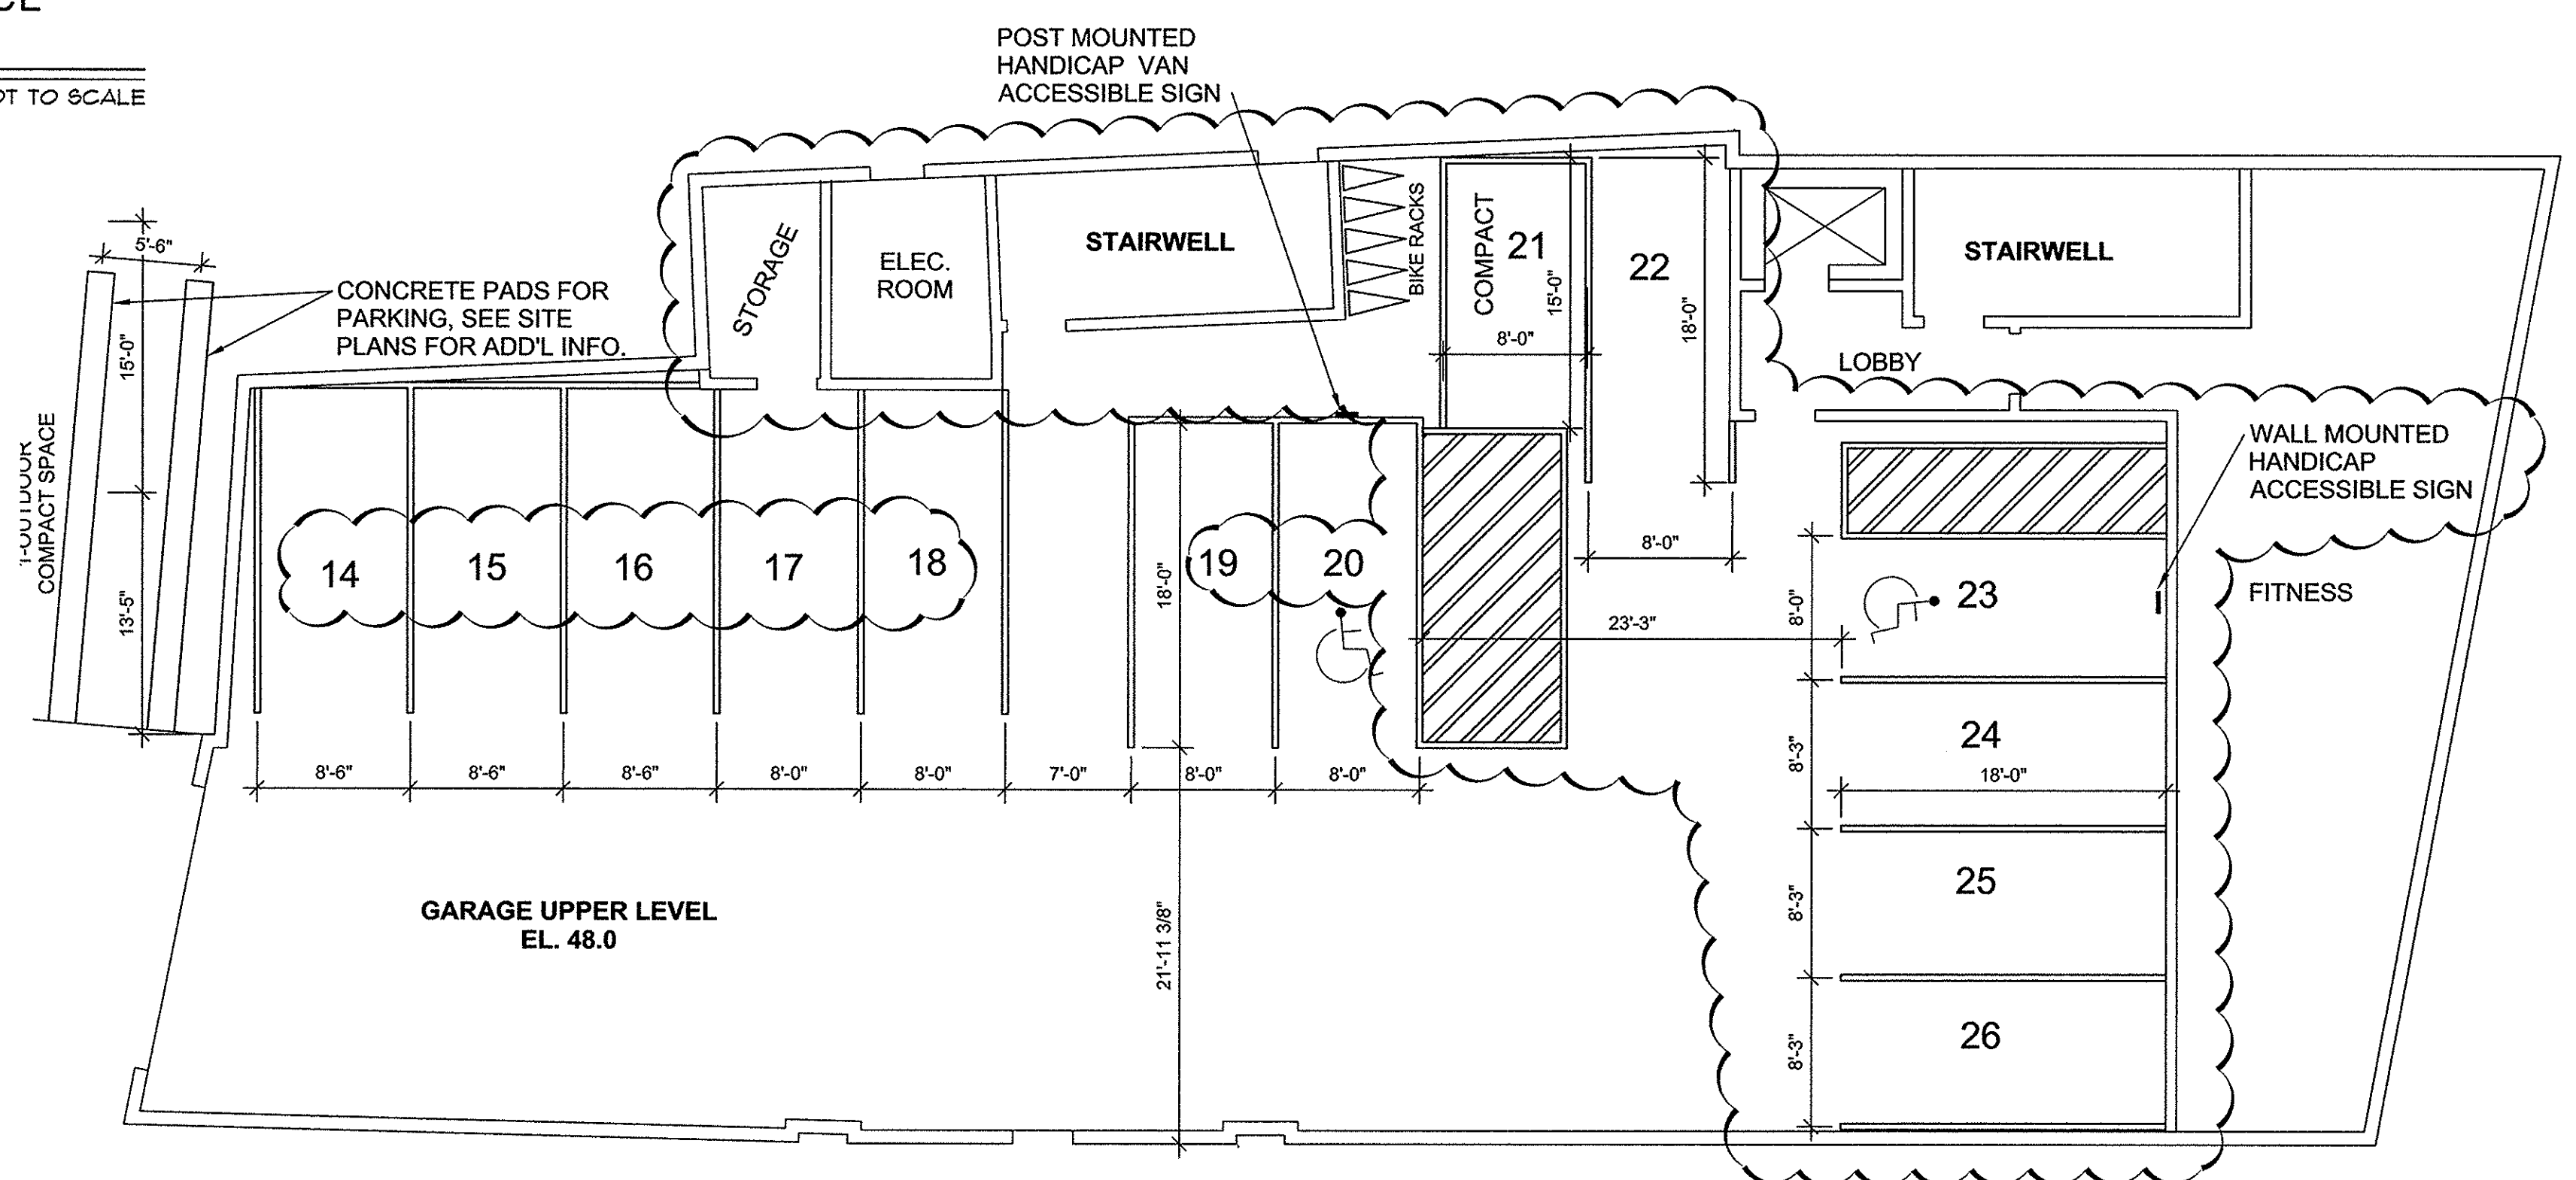 POST MOUNTED
HANDICAP VAN
ACCESSIBLE SIGN
TO SCALE
5'-6"
15'-0"
13'-5"
CONCRETE PADS FOR
PARKING, SEE SITE
PLANS FOR ADD'L INFO.
COMPACT SPACE
STORAGE
ELEC.
ROOM
STAIRWELL
BIKE RACKS
COMPACT
21
15'-0"
8'-0"
22
18'-0"
8'-0"
STAIRWELL
LOBBY
WALL MOUNTED
HANDICAP
ACCESSIBLE SIGN
FITNESS
14
15
16
17
18
19
20
18'-0"
23'-3"
23
8'-0"
24
8'-3"
18'-0"
25
8'-3"
26
8'-3"
8'-6"
8'-6"
8'-6"
8'-0"
8'-0"
7'-0"
8'-0"
8'-0"
21'-11 3/8"
GARAGE UPPER LEVEL
EL. 48.0